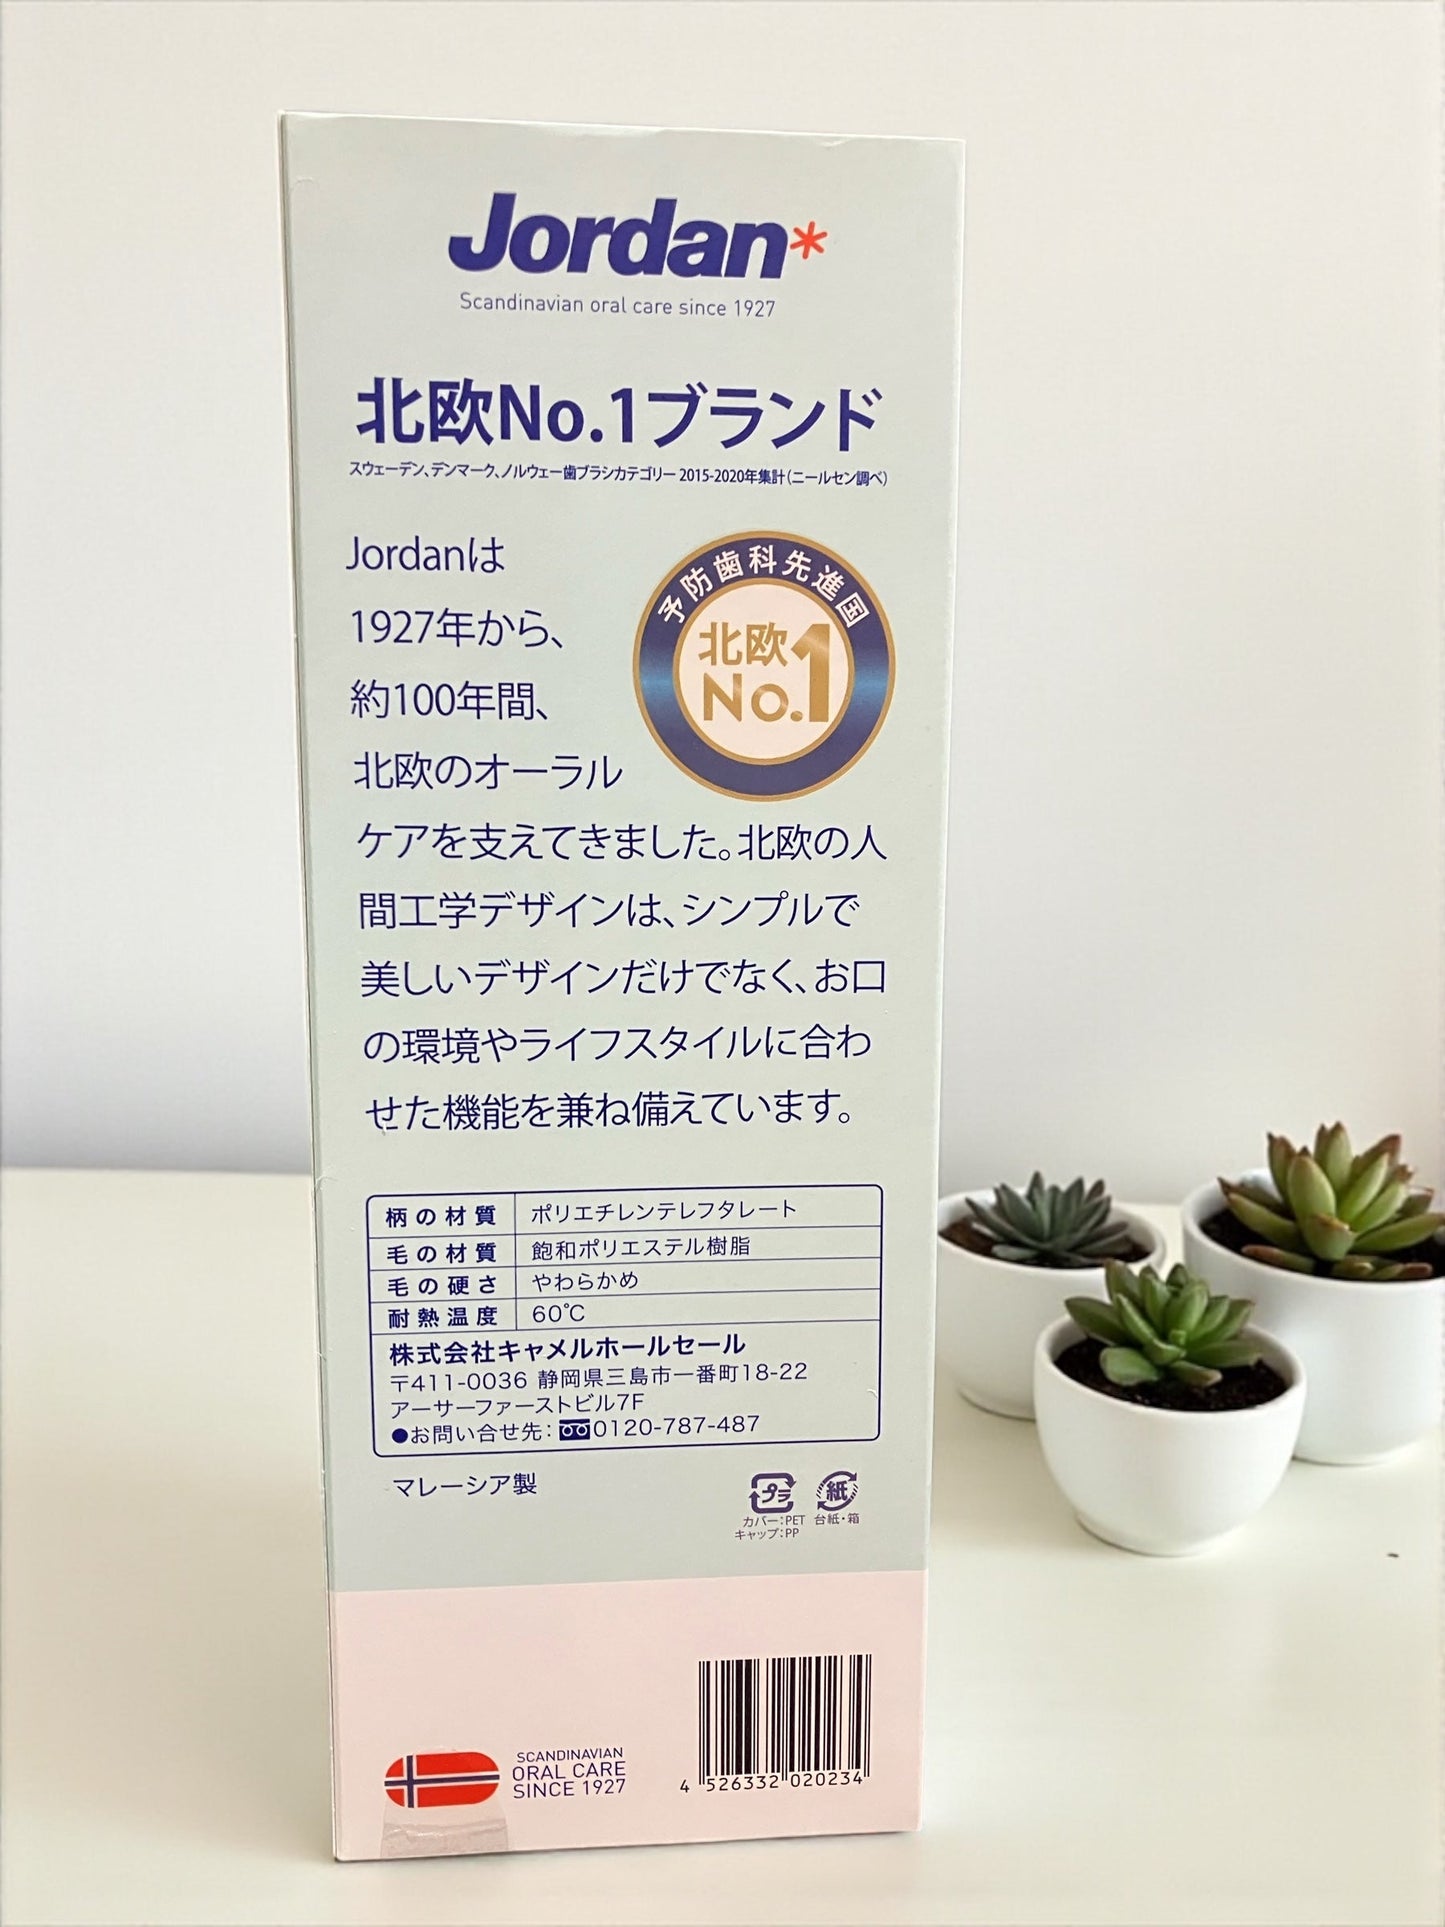 Jordan*
Scandinavian oral care since 1927
北欧No.1ブランド
スウェーデン、デンマーク、ノルウェー歯ブラシカテゴリー 2015-2020年集計(ニールセン調べ)
Jordanは
1927年から、
約100年間、
北欧のオーラル
ケアを支えてきました。北欧の人
間工学デザインは、シンプルで
美しいデザインだけでなく、お口
の環境やライフスタイルに合わ
せた機能を兼ね備えています。
予防歯科先進国
北欧
No.1
柄の材質 ポリエチレンテレフタレート
毛の材質 飽和ポリエステル樹脂
毛の硬さ やわらかめ
耐熱温度 60℃
株式会社キャメルホールセール
〒411-0036 静岡県三島市一番町18-22
アーサーファーストビル7F
●お問い合せ先:0120-787-487
マレーシア製
プラ 紙
カバー:PET 台紙・箱
キャップ:PP
SCANDINAVIAN
ORAL CARE
SINCE 1927
4 526332 020234